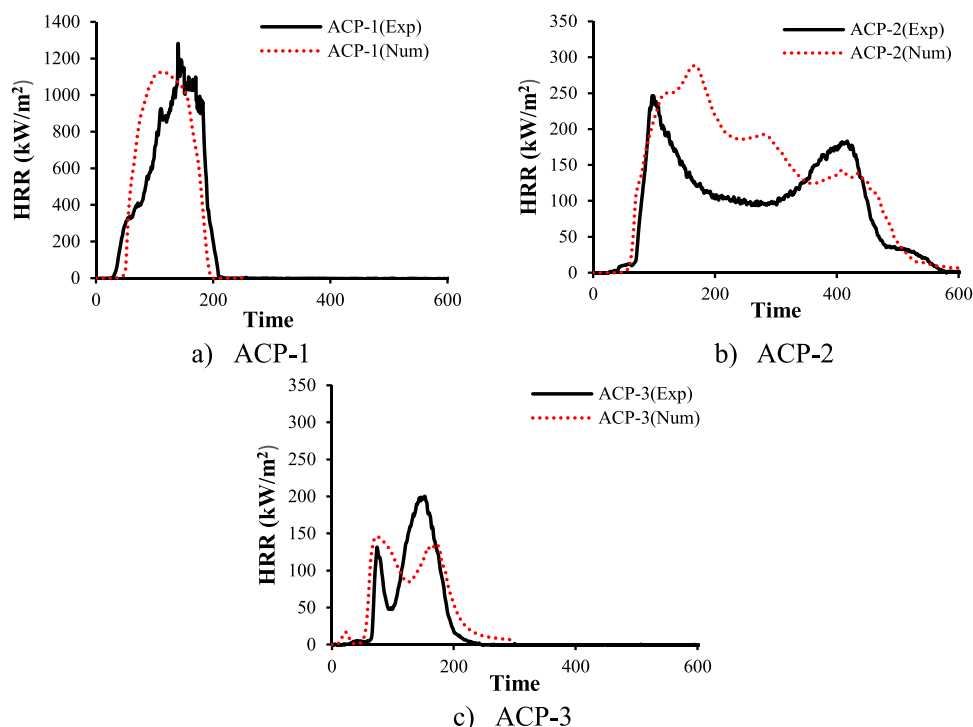 ACP-1(Exp)
ACP-1(Num)
HRR (kW/m²)
1400
1200
1000
800
600
400
200
0
0 200 400 600
Time
a) ACP-1
ACP-2(Exp)
ACP-2(Num)
HRR (kW/m²)
350
300
250
200
150
100
50
0
0 200 400 600
Time
b) ACP-2
ACP-3(Exp)
ACP-3(Num)
HRR (kW/m²)
350
300
250
200
150
100
50
0
0 200 400 600
Time
c) ACP-3